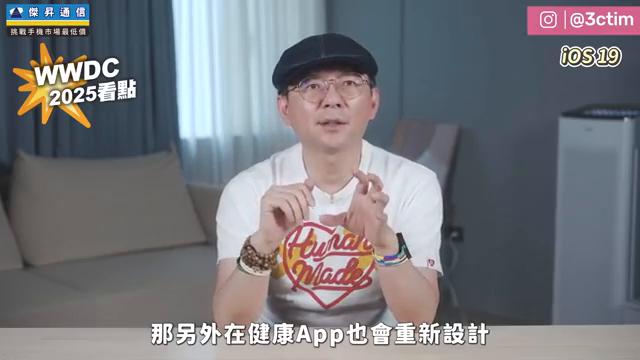 傑昇通信
挑戰手機市場最低價
@3ctim
WWDC
2025看點
iOS 19
Human
Made
那另外在健康App也會重新設計